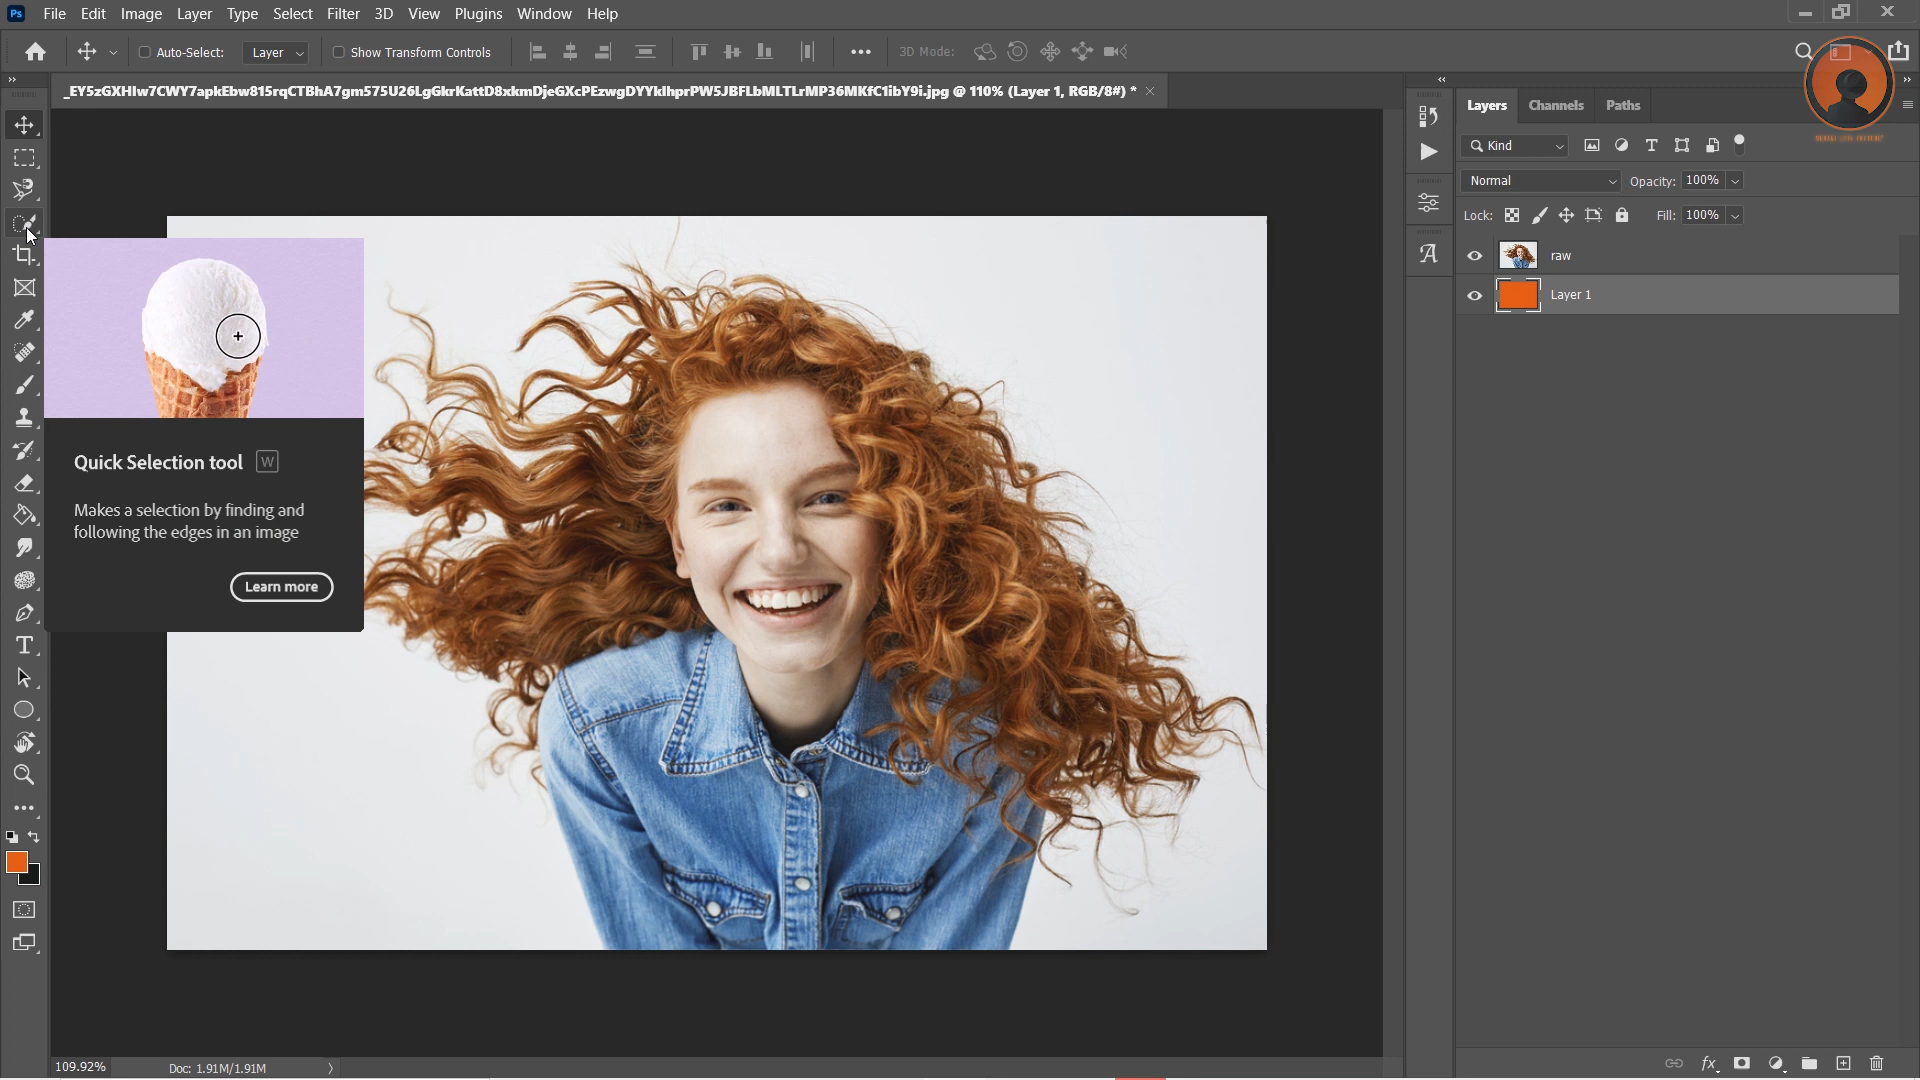 Ps File Edit Image Layer Type Select Filter 3D View Plugins Window Help
Auto-Select: Layer Show Transform Controls 3D Mode:
_EY5zGXHIw7CWY7apkEbw815rqCTBhA7gm575U26LgGkrKattD8xkmDjeGXcPEzwgDYYkIhprPW5JBFLbMLTLrMP36MKfC1ibY9i.jpg @ 110% (Layer 1, RGB/8#) *
Layers Channels Paths
Kind
Normal Opacity: 100%
Lock: Fill: 100%
raw
Layer 1
Quick Selection tool W
Makes a selection by finding and
following the edges in an image
Learn more
109.92% Doc: 1.91M/1.91M